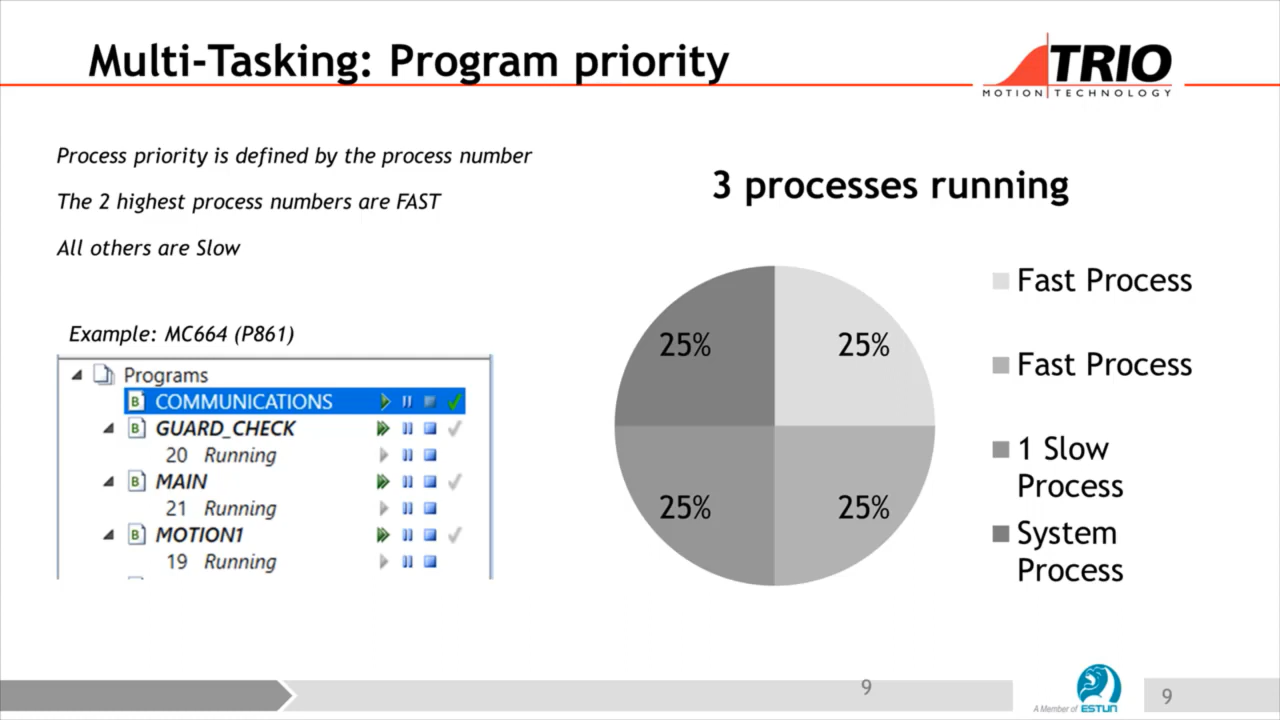 Multi-Tasking: Program priority
TRIO
MOTION TECHNOLOGY
Process priority is defined by the process number
The 2 highest process numbers are FAST
All others are Slow
Example: MC664 (P861)
Programs
B COMMUNICATIONS
B GUARD_CHECK
20 Running
B MAIN
21 Running
B MOTION1
19 Running
3 processes running
25% 25%
25% 25%
Fast Process
Fast Process
1 Slow
Process
System
Process
9
A Member of ESTUN
9